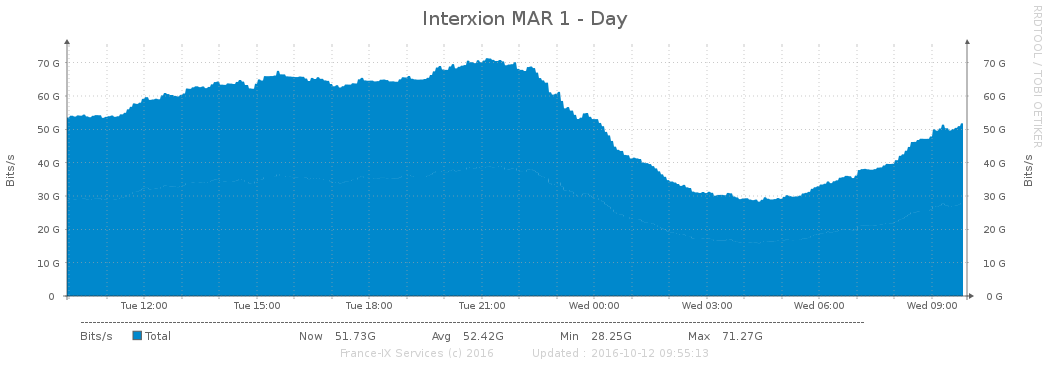 Interxion MAR 1 - Day
RRDTOOL / TOBI OETIKER
Bits/s
70 G 70 G
60 G 60 G
50 G 50 G
40 G 40 G
30 G 30 G
20 G 20 G
10 G 10 G
0 0 G
Bits/s
Tue 12:00 Tue 15:00 Tue 18:00 Tue 21:00 Wed 00:00 Wed 03:00 Wed 06:00 Wed 09:00
Bits/s Total Now 51.73G Avg 52.42G Min 28.25G Max 71.27G
France-IX Services (c) 2016 Updated : 2016-10-12 09:55:13